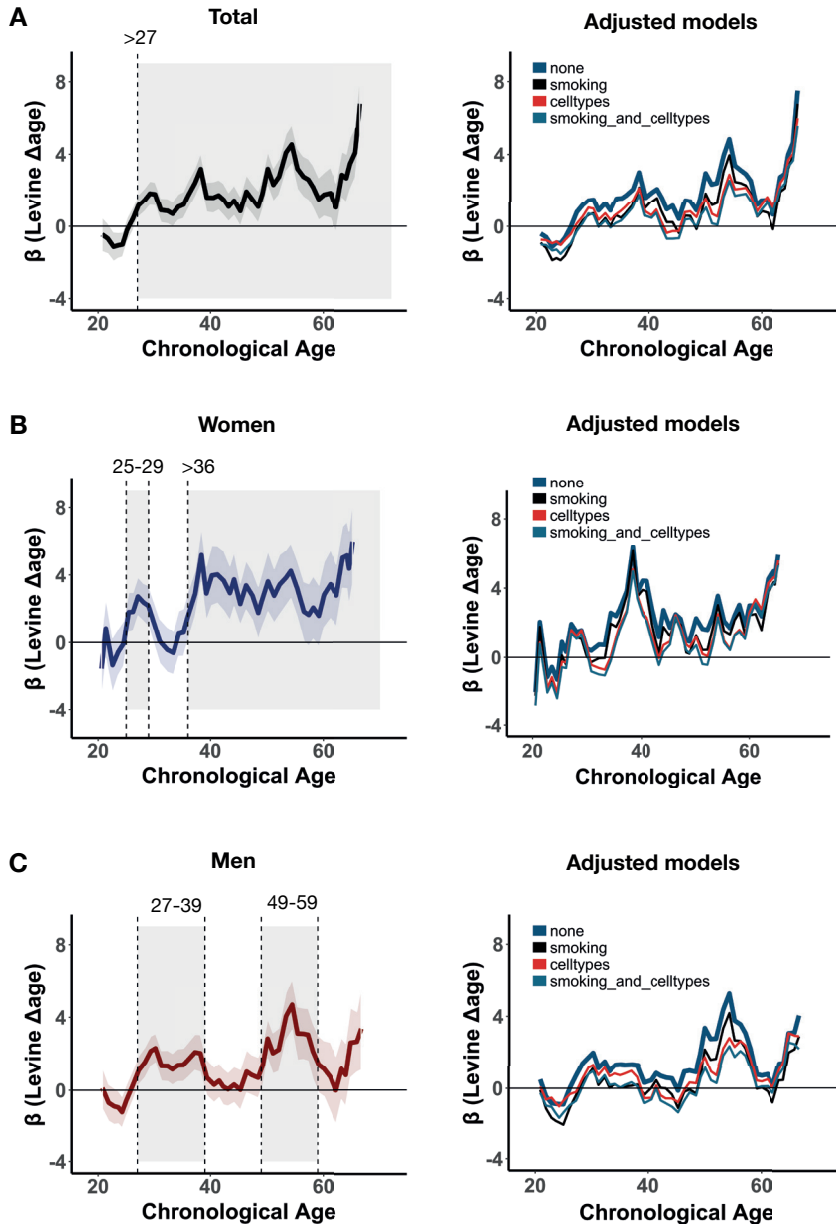 A
Total
>27
8
4
0
-4
β (Levine Δage)
20
40
60
Chronological Age
Adjusted models
none
smoking
celltypes
smoking_and_celltypes
8
4
0
-4
β (Levine Δage)
20
40
60
Chronological Age
B
Women
25-29
>36
8
4
0
-4
β (Levine Δage)
20
40
60
Chronological Age
Adjusted models
none
smoking
celltypes
smoking_and_celltypes
8
4
0
-4
β (Levine Δage)
20
40
60
Chronological Age
C
Men
27-39
49-59
8
4
0
-4
β (Levine Δage)
20
40
60
Chronological Age
Adjusted models
none
smoking
celltypes
smoking_and_celltypes
8
4
0
-4
β (Levine Δage)
20
40
60
Chronological Age